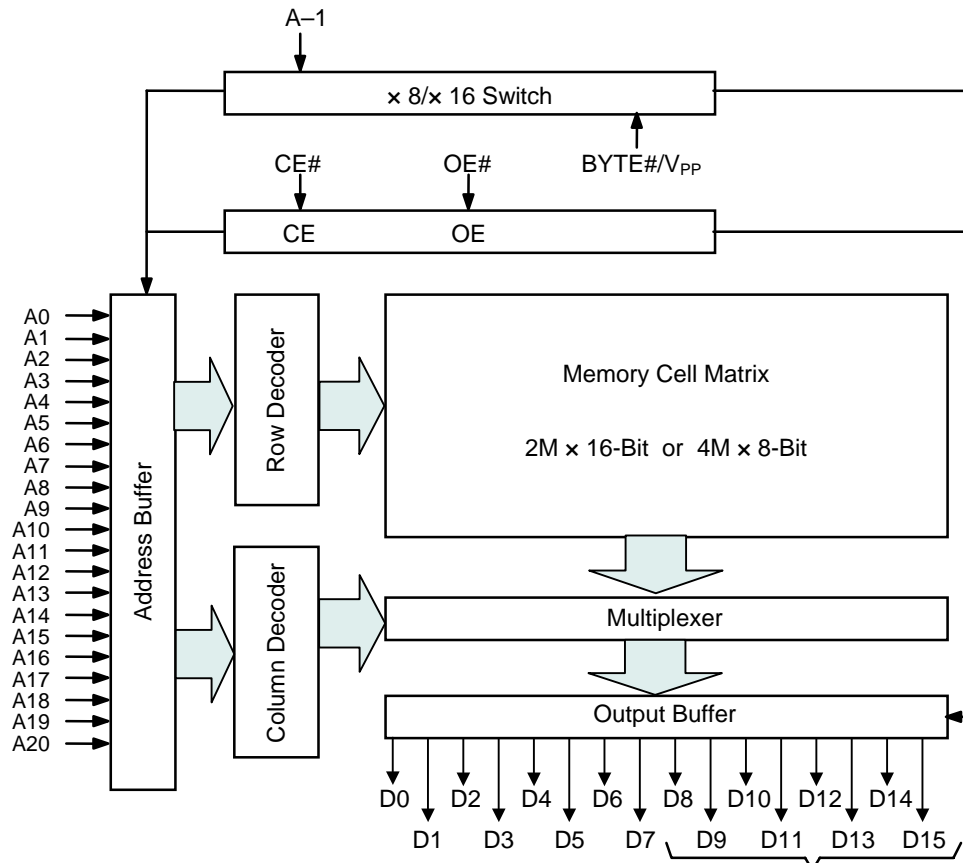 A–1
× 8/× 16 Switch
CE#
OE#
BYTE#/VPP
CE
OE
A0
A1
A2
A3
A4
A5
A6
A7
A8
A9
A10
A11
A12
A13
A14
A15
A16
A17
A18
A19
A20
Address Buffer
Row Decoder
Column Decoder
Memory Cell Matrix
2M × 16-Bit or 4M × 8-Bit
Multiplexer
Output Buffer
D0 D2 D4 D6 D8 D10 D12 D14
D1 D3 D5 D7 D9 D11 D13 D15